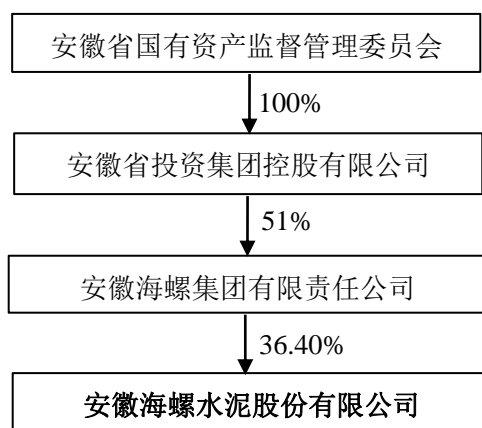 安徽省国有资产监督管理委员会
100%
安徽省投资集团控股有限公司
51%
安徽海螺集团有限责任公司
36.40%
安徽海螺水泥股份有限公司